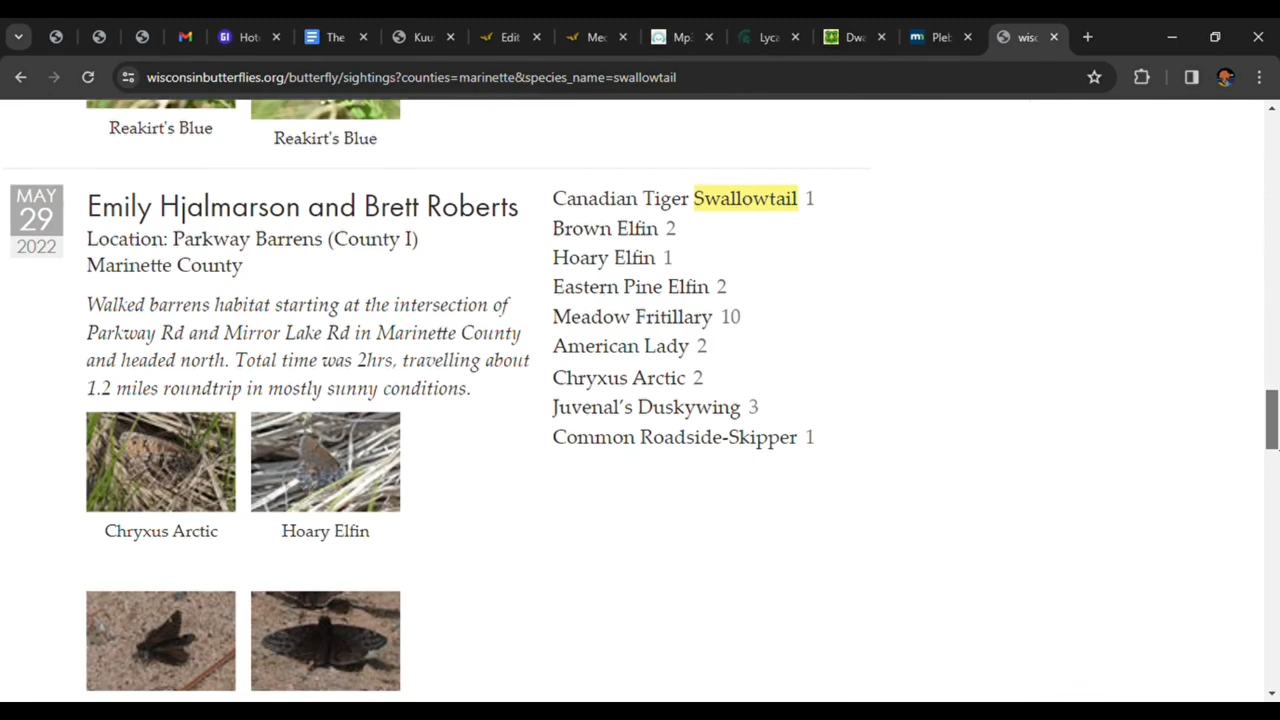 Hot
The
Kuu
Edit
Mec
Mp3
Lyca
Dwa
Plet
wisc
wisconsinbutterflies.org/butterfly/sightings?counties=marinette&species_name=swallowtail
Reakirt's Blue
Reakirt's Blue
MAY
29
2022
Emily Hjalmarson and Brett Roberts
Location: Parkway Barrens (County I)
Marinette County
Walked barrens habitat starting at the intersection of
Parkway Rd and Mirror Lake Rd in Marinette County
and headed north. Total time was 2hrs, travelling about
1.2 miles roundtrip in mostly sunny conditions.
Chryxus Arctic
Hoary Elfin
Canadian Tiger Swallowtail 1
Brown Elfin 2
Hoary Elfin 1
Eastern Pine Elfin 2
Meadow Fritillary 10
American Lady 2
Chryxus Arctic 2
Juvenal’s Duskywing 3
Common Roadside-Skipper 1